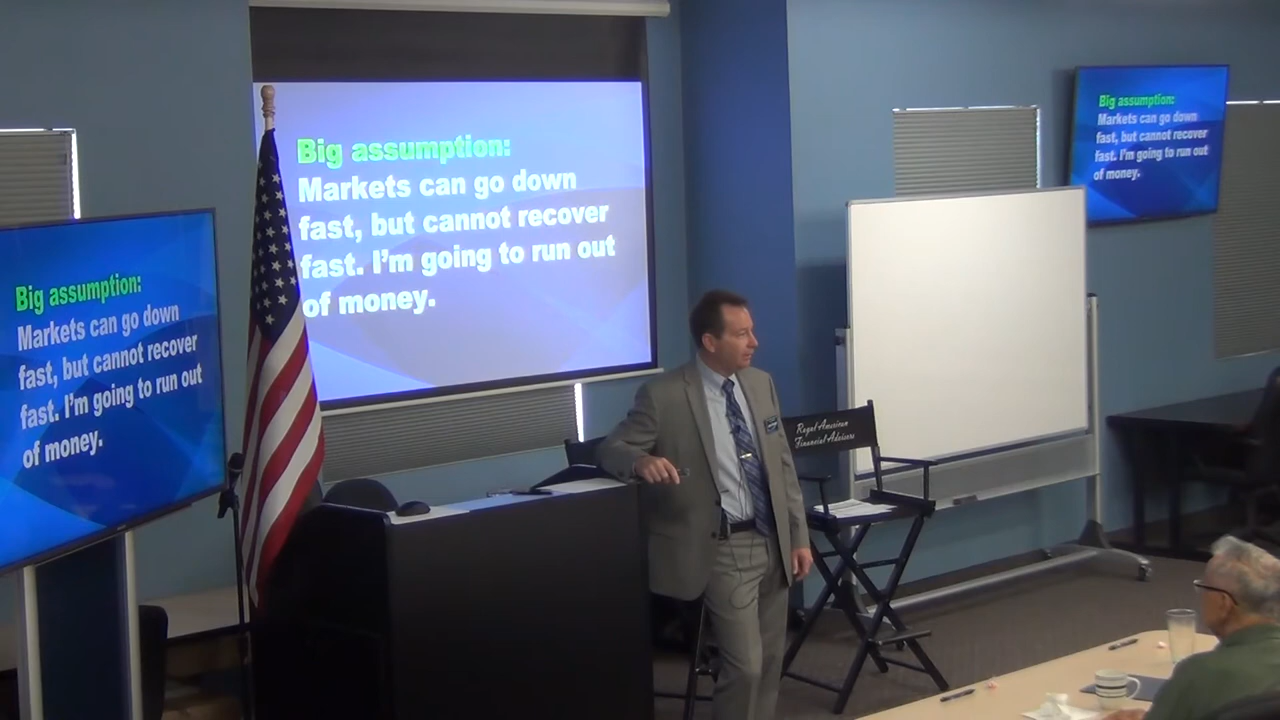 Big assumption:
Markets can go down
fast, but cannot recover
fast. I'm going to run out
of money.
Big assumption:
Markets can go down
fast, but cannot recover
fast. I'm going to run out
of money.
Big assumption:
Markets can go down
fast, but cannot recover
fast. I'm going to run out
of money.
Royal American
Financial Advisors